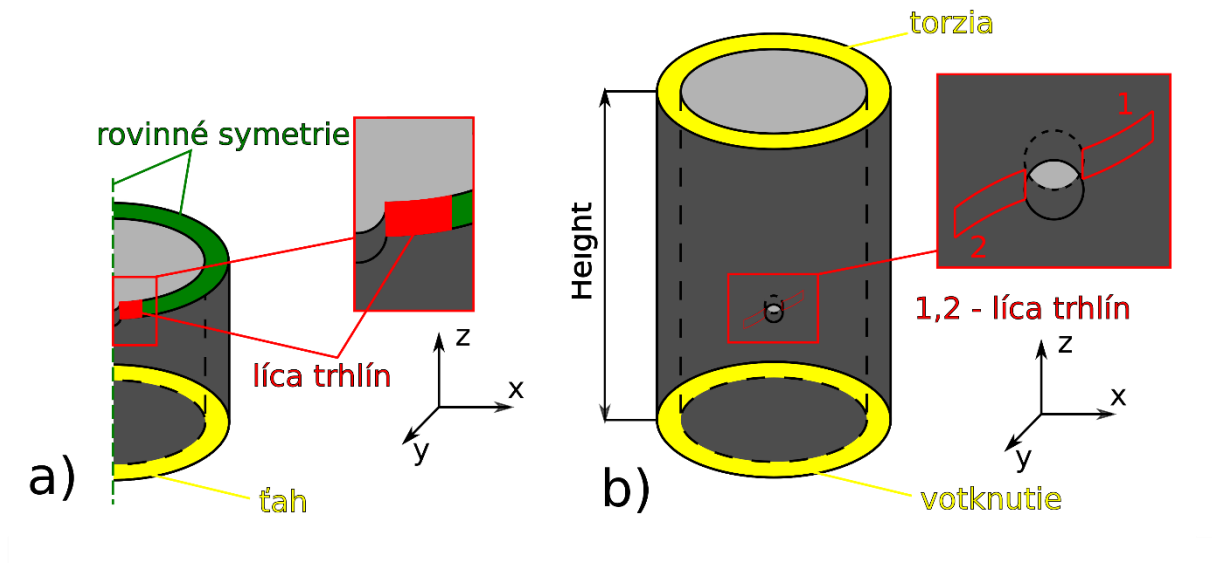 rovinné symetrie
líca trhlín
z
x
y
a)
ťah
torzia
Height
1
2
1,2 - líca trhlín
z
x
y
b)
votknutie